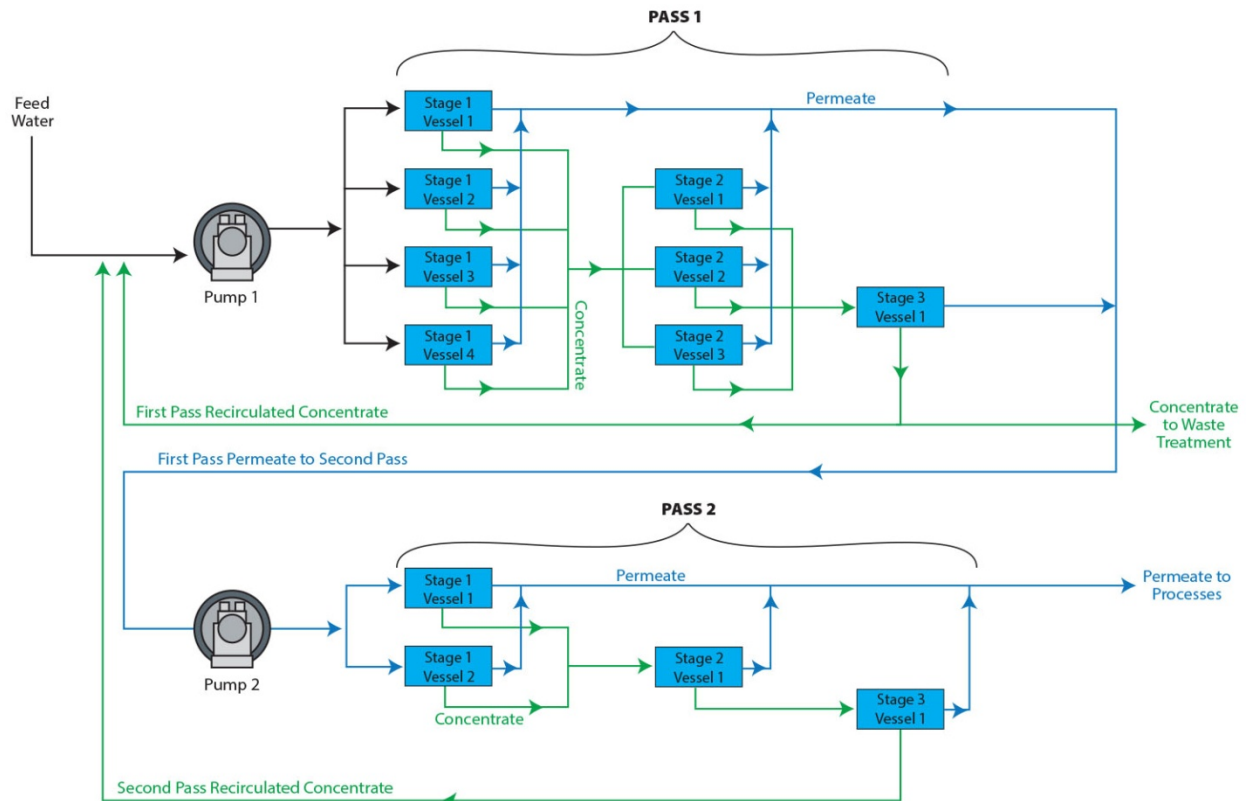 PASS 1
Feed
Water
Stage 1
Vessel 1
Permeate
Stage 1
Vessel 2
Stage 2
Vessel 1
Pump 1
Stage 1
Vessel 3
Stage 2
Vessel 2
Stage 3
Vessel 1
Concentrate
Stage 1
Vessel 4
Stage 2
Vessel 3
First Pass Recirculated Concentrate
Concentrate
to Waste
Treatment
First Pass Permeate to Second Pass
PASS 2
Stage 1
Vessel 1
Permeate
Permeate to
Processes
Pump 2
Stage 1
Vessel 2
Stage 2
Vessel 1
Concentrate
Stage 3
Vessel 1
Second Pass Recirculated Concentrate